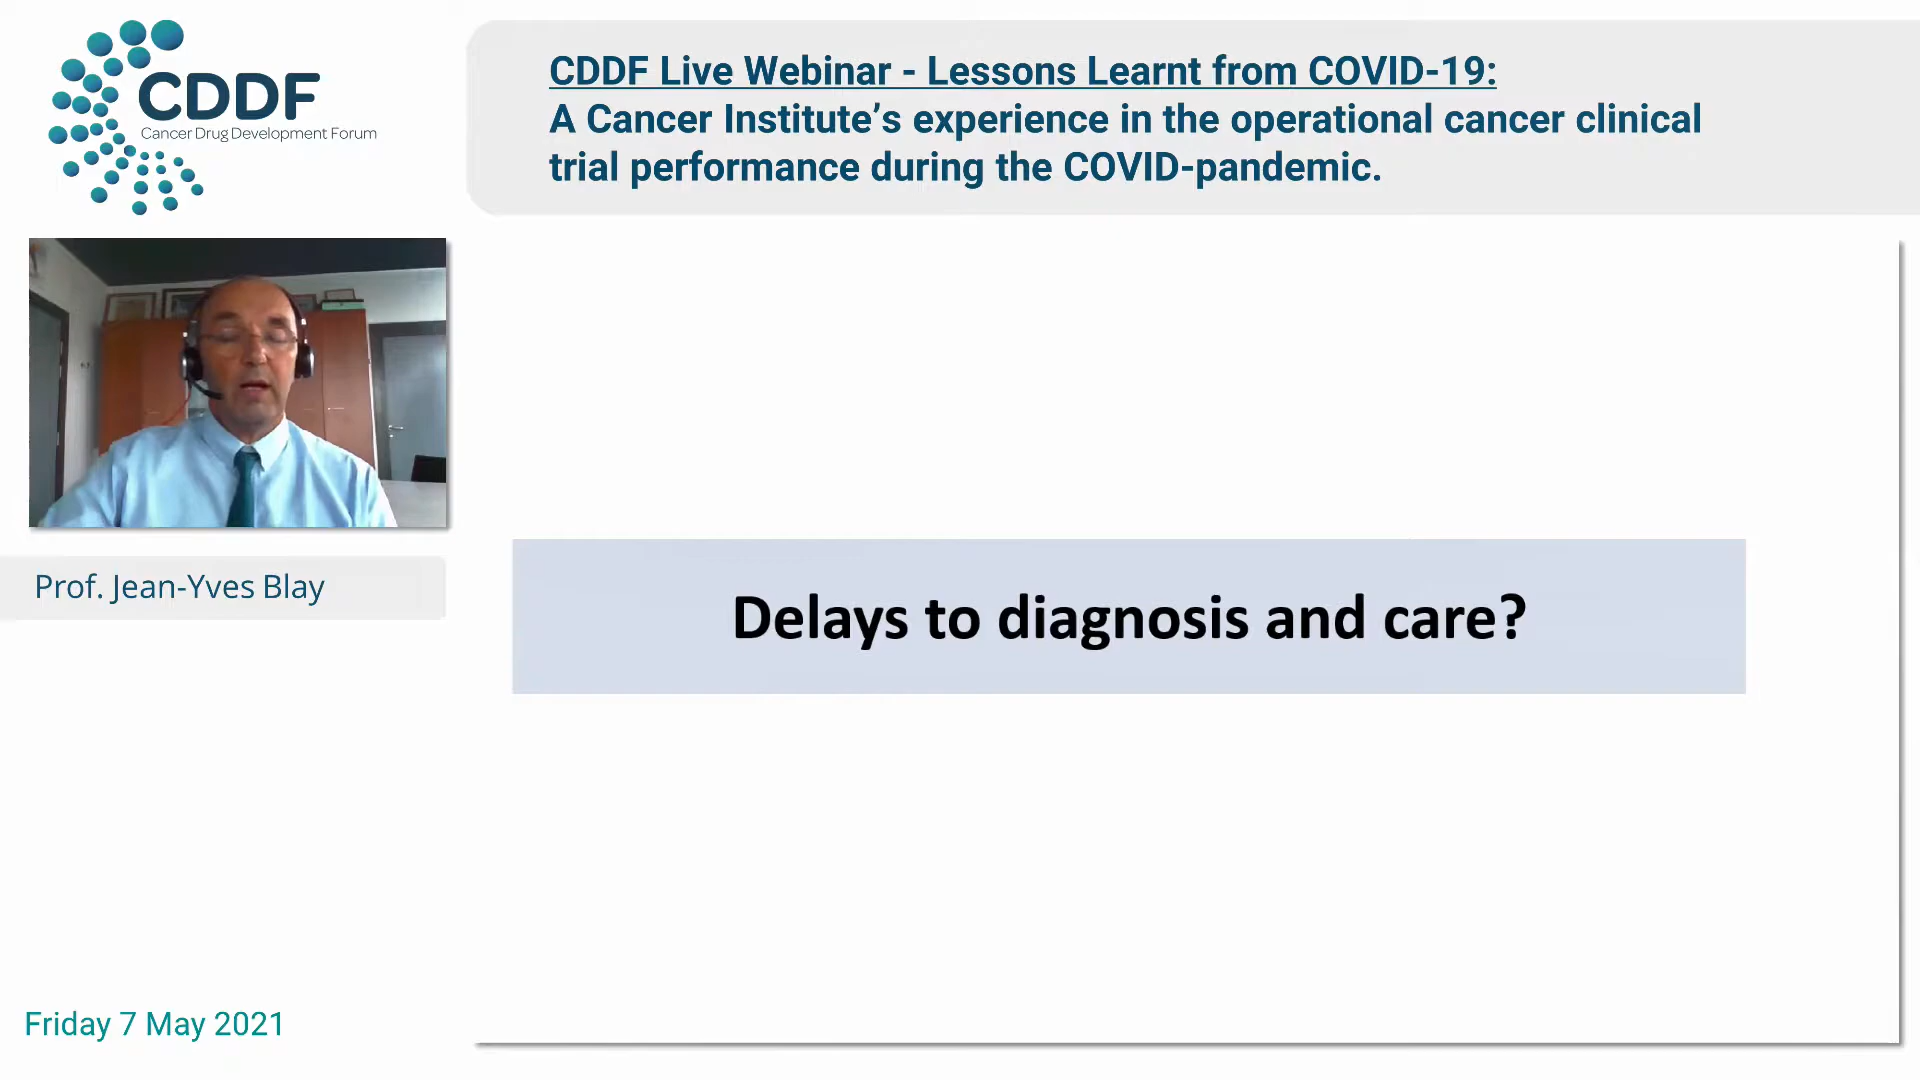 CDDF
Cancer Drug Development Forum
CDDF Live Webinar - Lessons Learnt from COVID-19:
A Cancer Institute’s experience in the operational cancer clinical
trial performance during the COVID-pandemic.
Prof. Jean-Yves Blay
Delays to diagnosis and care?
Friday 7 May 2021